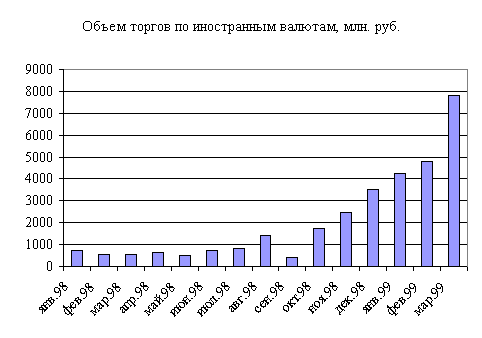 Объем торгов по иностранным валютам, млн. руб.
9000
8000
7000
6000
5000
4000
3000
2000
1000
0
янв.98
фев.98
мар.98
апр.98
май.98
июн.98
июл.98
авг.98
сен.98
окт.98
ноя.98
дек.98
янв.99
фев.99
мар.99